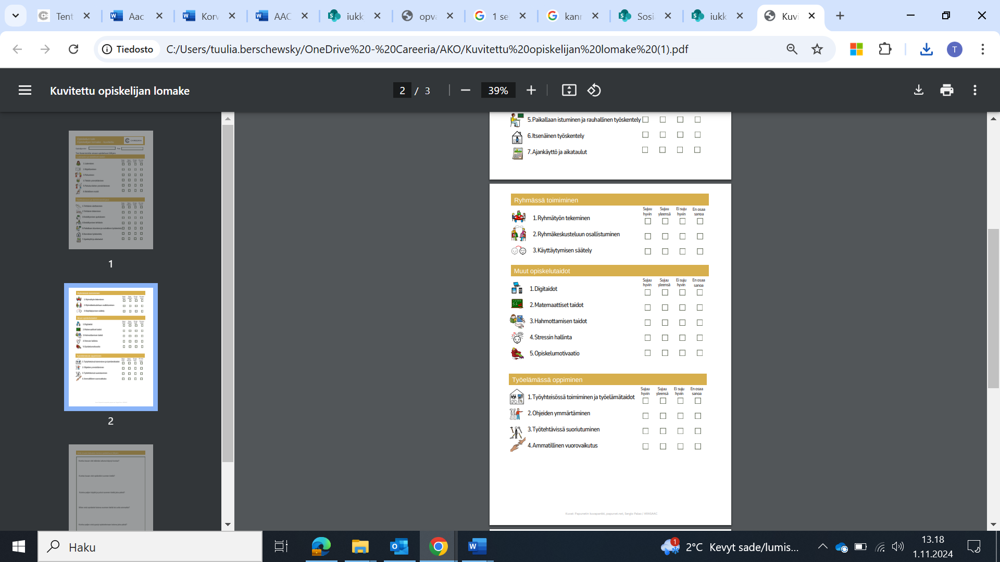 Tent
Aac
Korv
AAC
iukk
opva
1 se
kanr
Sosi
iukk
Kuvi
Tiedosto
C:/Users/tuulia.berschewsky/OneDrive%20-%20Careeria/AKO/Kuvitettu%20opiskelijan%20lomake%20(1).pdf
T
Kuvitettu opiskelijan lomake
2 / 3
39%
1
2
5. Paikallaan istuminen ja rauhallinen työskentely
6. Itsenäinen työskentely
7. Ajankäyttö ja aikataulut
Ryhmässä toimiminen
Sujuu hyvin Sujuu yleensä Ei suju hyvin En osaa sanoa
1. Ryhmätyön tekeminen
2. Ryhmäkeskusteluun osallistuminen
3. Käyttäytymisen säätely
Muut opiskelutaidot
Sujuu hyvin Sujuu yleensä Ei suju hyvin En osaa sanoa
1. Digitaidot
2. Matemaattiset taidot
3. Hahmottamisen taidot
4. Stressin hallinta
5. Opiskelumotivaatio
Työelämässä oppiminen
Sujuu hyvin Sujuu yleensä Ei suju hyvin En osaa sanoa
1. Työyhteisössä toimiminen ja työelämätaidot
2. Ohjeiden ymmärtäminen
3. Työtehtävissä suoriutuminen
4. Ammatillinen vuorovaikutus
Kuvat: Papunetin kuvapankki, papunet.net, Sergio Palao / ARASAAC
Haku
1
2°C Kevyt sade/lumis...
13.18
1.11.2024